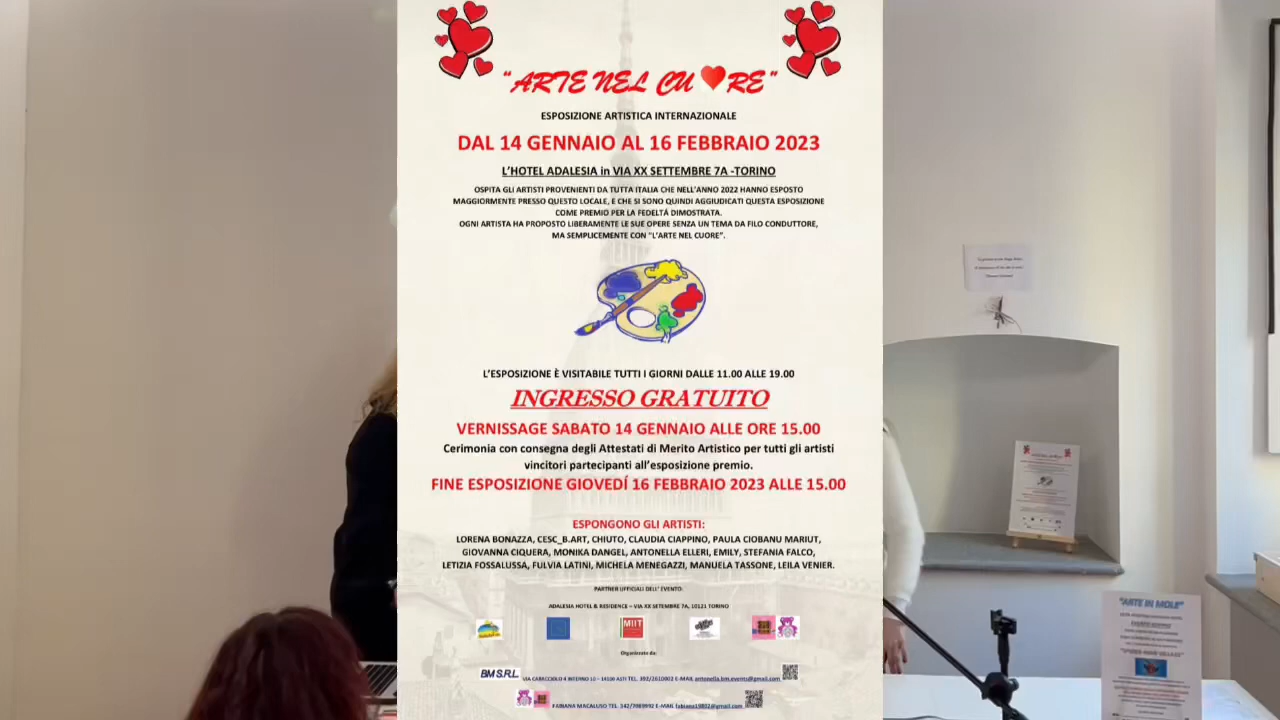 "ARTE NEL CUORE"
ESPOSIZIONE ARTISTICA INTERNAZIONALE
DAL 14 GENNAIO AL 16 FEBBRAIO 2023
L'HOTEL ADALESIA in VIA XX SETTEMBRE 7A -TORINO
OSPITA GLI ARTISTI PROVENIENTI DA TUTTA ITALIA CHE NELL'ANNO 2022 HANNO ESPOSTO
MAGGIORMENTE PRESSO QUESTO LOCALE, E CHE SI SONO QUINDI AGGIUDICATI QUESTA ESPOSIZIONE
COME PREMIO PER LA FEDELTÁ DIMOSTRATA.
OGNI ARTISTA HA PROPOSTO LIBERAMENTE LE SUE OPERE SENZA UN TEMA DA FILO CONDUTTORE,
MA SEMPLICEMENTE CON "L'ARTE NEL CUORE".
L'ESPOSIZIONE È VISITABILE TUTTI I GIORNI DALLE 11.00 ALLE 19.00
INGRESSO GRATUITO
VERNISSAGE SABATO 14 GENNAIO ALLE ORE 15.00
Cerimonia con consegna degli Attestati di Merito Artistico per tutti gli artisti
vincitori partecipanti all'esposizione premio.
FINE ESPOSIZIONE GIOVEDÍ 16 FEBBRAIO 2023 ALLE 15.00
ESPONGONO GLI ARTISTI:
LORENA BONAZZA, CESC_B.ART, CHIUTO, CLAUDIA CIAPPINO, PAULA CIOBANU MARIUT,
GIOVANNA CIQUERA, MONIKA DANGEL, ANTONELLA ELLERI, EMILY, STEFANIA FALCO,
LETIZIA FOSSALUSSA, FULVIA LATINI, MICHELA MENEGAZZI, MANUELA TASSONE, LEILA VENIER.
PARTNER UFFICIALI DELL' EVENTO:
ADALESIA HOTEL & RESIDENCE – VIA XX SETEMBRE 7A, 10121 TORINO
MIIT
Organizzato da:
BM S.R.L. VIA CARACCIOLO 4 INTERNO 10 – 14100 ASTI TEL. 392/2610002 E-MAIL antonella.bm.events@gmail.com
FABIANA MACALUSO TEL. 342/7069992 E-MAIL
"ARTE IN MOLE"